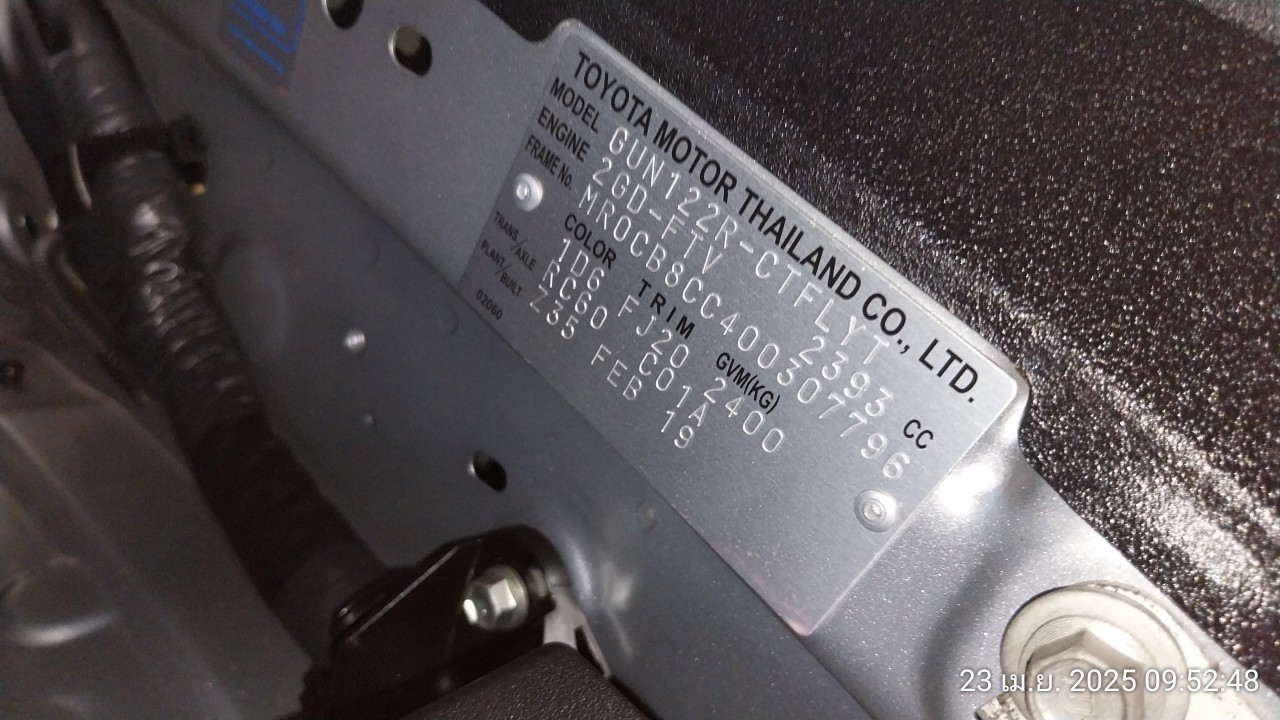 TOYOTA MOTOR THAILAND CO., LTD.
MODEL GUN122R-CTFLYT
ENGINE 2GD-FTV 2393 CC
FRAME No. MR0CB8CC400307796
COLOR TRIM GVM(KG)
1D6 FJ20 2400
TRANS/AXLE RC60 C01A
PLANT/BUILT Z35 FEB 19
02060
23 เม.ย. 2025 09:52:48